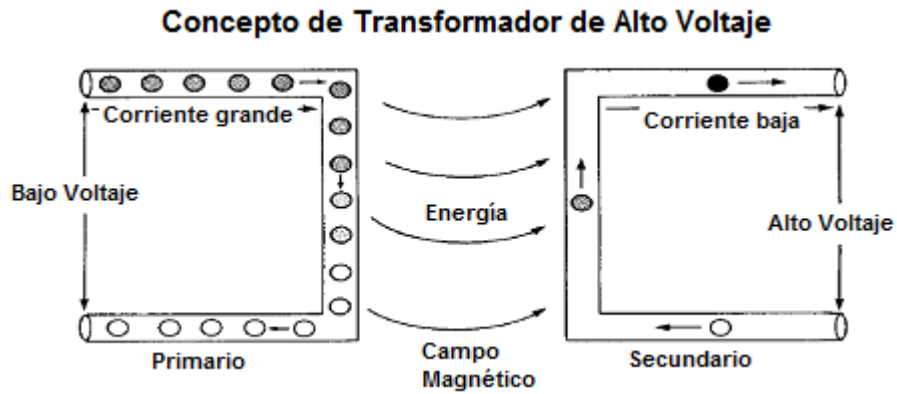 Concepto de Transformador de Alto Voltaje
Corriente grande
Corriente baja
Bajo Voltaje
Energía
Alto Voltaje
Primario
Campo
Magnético
Secundario